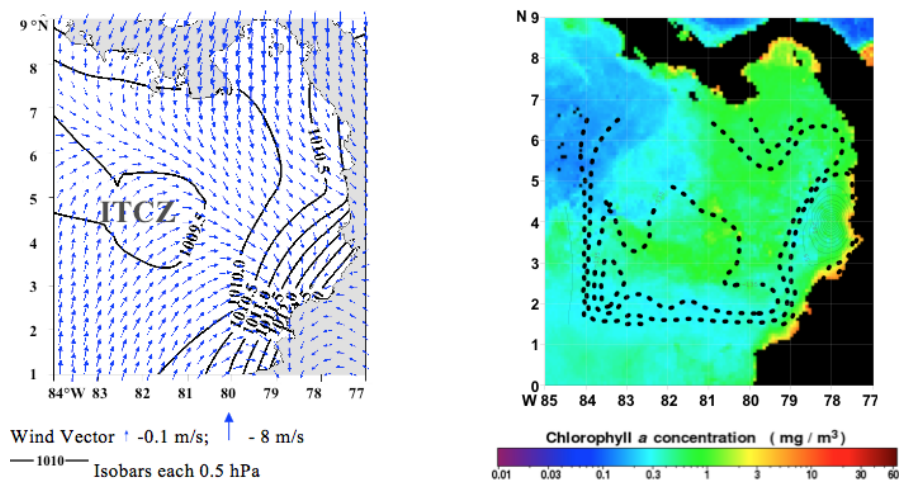 9 °N
8
7
6
5
4
3
2
1
84°W 83 82 81 80 79 78 77
1010.5
ITCZ
1009.5
1010.0
Wind Vector -0.1 m/s; - 8 m/s
1010 Isobars each 0.5 hPa
N 9
8
7
6
5
4
3
2
1
0
W 85 84 83 82 81 80 79 78 77
Chlorophyll a concentration ( mg / m³ )
0.01 0.03 0.1 0.3 1 3 10 30 60